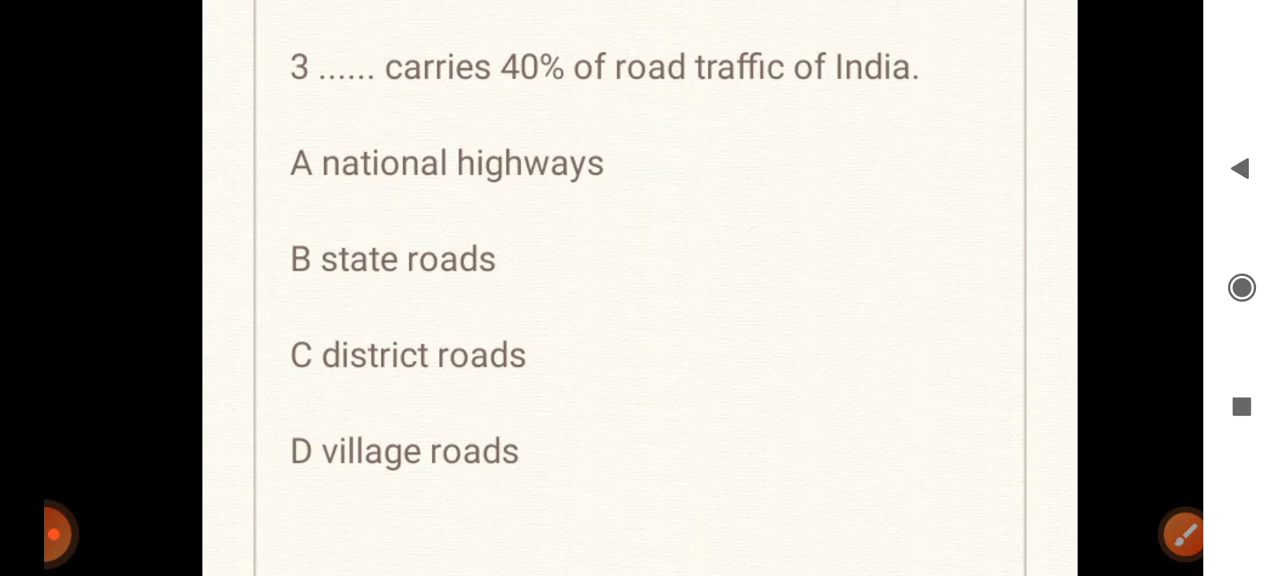 3 ...... carries 40% of road traffic of India.
A national highways
B state roads
C district roads
D village roads